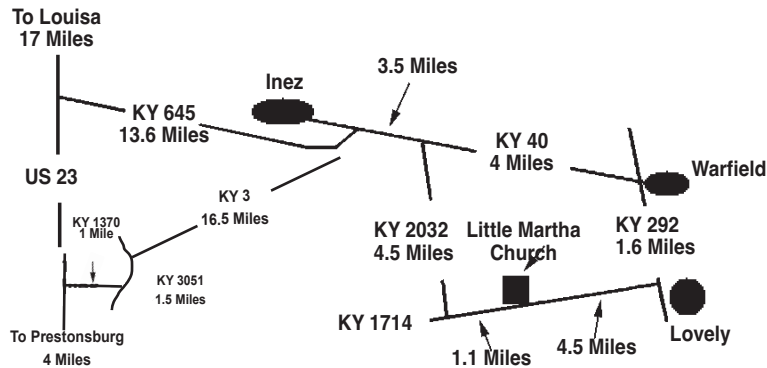 To Louisa
17 Miles
Inez
3.5 Miles
KY 645
13.6 Miles
KY 40
4 Miles
US 23
Warfield
KY 3
16.5 Miles
KY 1370
1 Mile
KY 2032
4.5 Miles
Little Martha
Church
KY 292
1.6 Miles
KY 3051
1.5 Miles
To Prestonsburg
4 Miles
KY 1714
1.1 Miles
4.5 Miles
Lovely